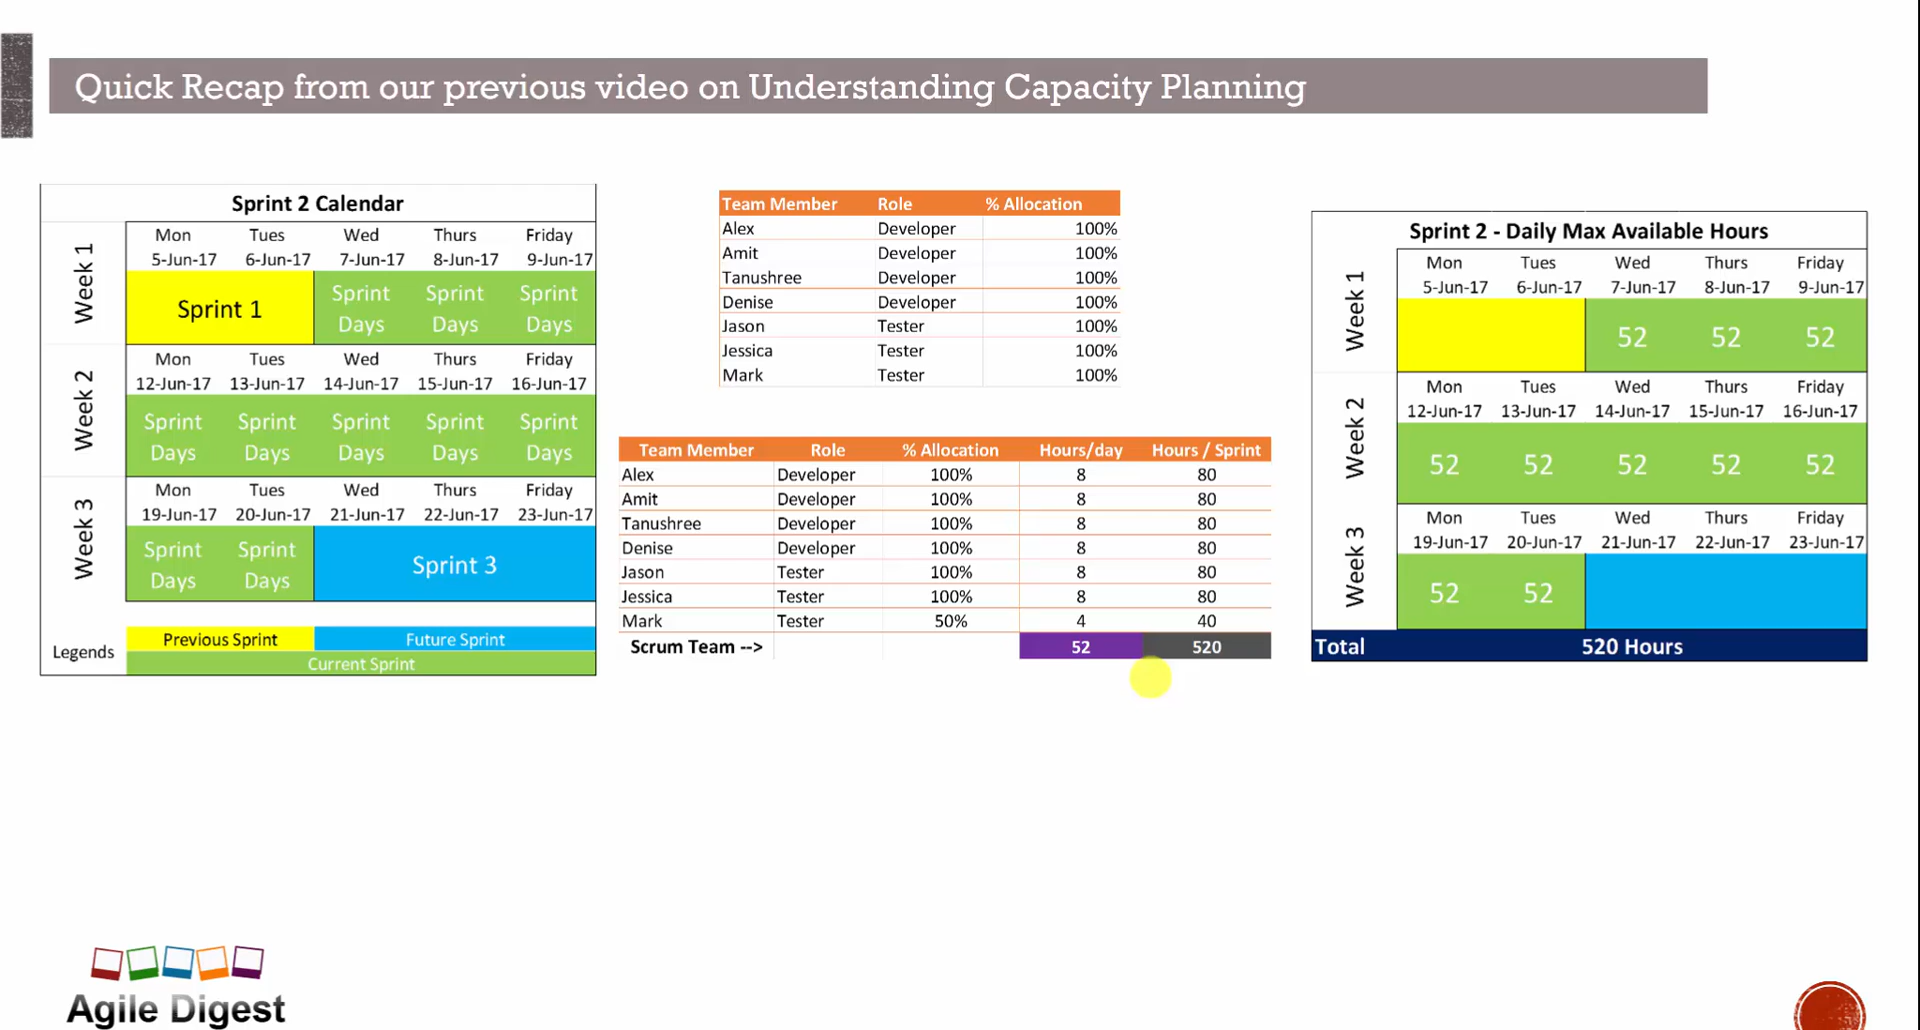 Quick Recap from our previous video on Understanding Capacity Planning
Sprint 2 Calendar
Week 1
Mon Tues Wed Thurs Friday
5-Jun-17 6-Jun-17 7-Jun-17 8-Jun-17 9-Jun-17
Sprint 1
Sprint Sprint Sprint
Days Days Days
Week 2
Mon Tues Wed Thurs Friday
12-Jun-17 13-Jun-17 14-Jun-17 15-Jun-17 16-Jun-17
Sprint Sprint Sprint Sprint Sprint
Days Days Days Days Days
Week 3
Mon Tues Wed Thurs Friday
19-Jun-17 20-Jun-17 21-Jun-17 22-Jun-17 23-Jun-17
Sprint Sprint
Days Days
Sprint 3
Legends
Previous Sprint Future Sprint
Current Sprint
Team Member Role % Allocation
Alex Developer 100%
Amit Developer 100%
Tanushree Developer 100%
Denise Developer 100%
Jason Tester 100%
Jessica Tester 100%
Mark Tester 100%
Team Member Role % Allocation Hours/day Hours / Sprint
Alex Developer 100% 8 80
Amit Developer 100% 8 80
Tanushree Developer 100% 8 80
Denise Developer 100% 8 80
Jason Tester 100% 8 80
Jessica Tester 100% 8 80
Mark Tester 50% 4 40
Scrum Team --> 52 520
Sprint 2 - Daily Max Available Hours
Week 1
Mon Tues Wed Thurs Friday
5-Jun-17 6-Jun-17 7-Jun-17 8-Jun-17 9-Jun-17
52 52 52
Week 2
Mon Tues Wed Thurs Friday
12-Jun-17 13-Jun-17 14-Jun-17 15-Jun-17 16-Jun-17
52 52 52 52 52
Week 3
Mon Tues Wed Thurs Friday
19-Jun-17 20-Jun-17 21-Jun-17 22-Jun-17 23-Jun-17
52 52
Total 520 Hours
Agile Digest